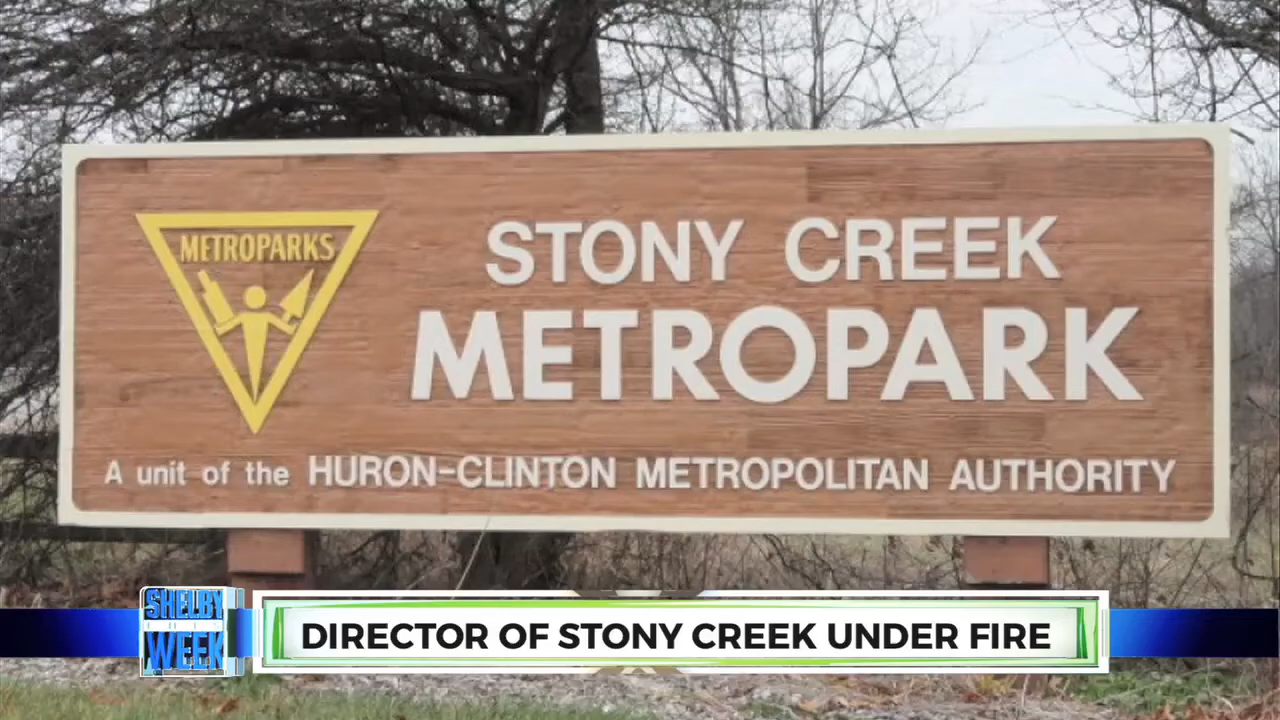 METROPARKS
STONY CREEK
METROPARK
A unit of the HURON-CLINTON METROPOLITAN AUTHORITY
SHELBY
WEEK
DIRECTOR OF STONY CREEK UNDER FIRE